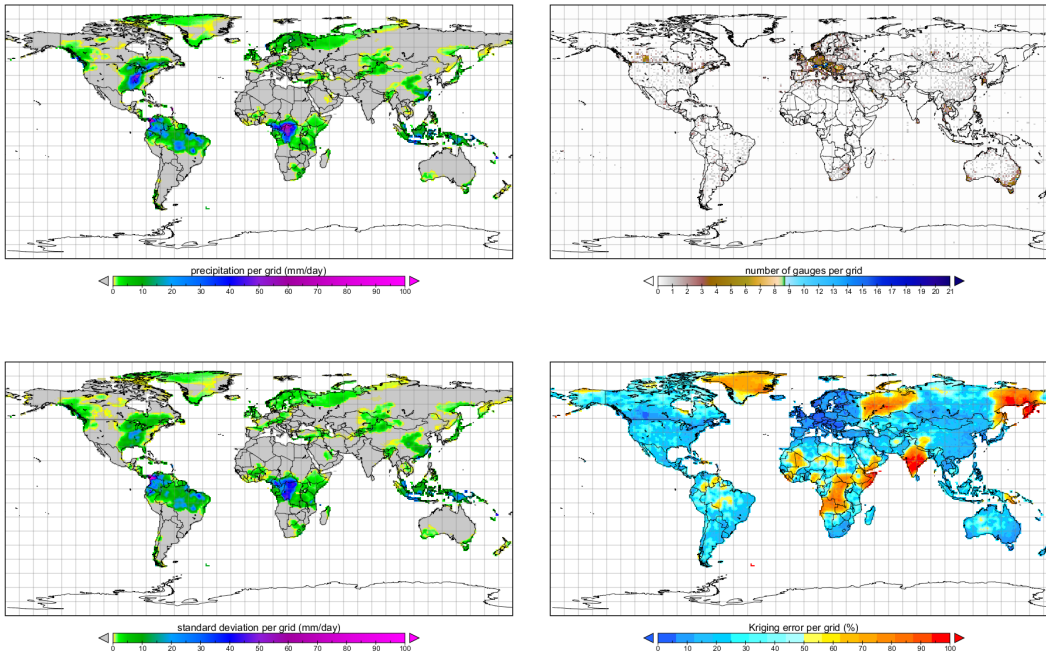 precipitation per grid (mm/day)
0 10 20 30 40 50 60 70 80 90 100
number of gauges per grid
0 1 2 3 4 5 6 7 8 9 10 11 12 13 14 15 16 17 18 19 20 21
standard deviation per grid (mm/day)
0 10 20 30 40 50 60 70 80 90 100
Kriging error per grid (%)
0 10 20 30 40 50 60 70 80 90 100